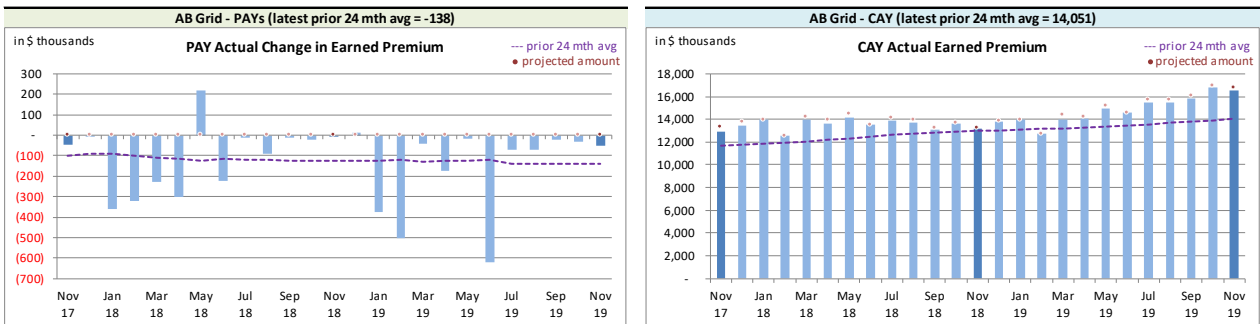 AB Grid - PAYs (latest prior 24 mth avg = -138)
in $ thousands
PAY Actual Change in Earned Premium
prior 24 mth avg
projected amount
300
200
100
-
(100)
(200)
(300)
(400)
(500)
(600)
(700)
Nov Jan Mar May Jul Sep Nov Jan Mar May Jul Sep Nov
17 18 18 18 18 18 18 19 19 19 19 19 19
AB Grid - CAY (latest prior 24 mth avg = 14,051)
in $ thousands
CAY Actual Earned Premium
prior 24 mth avg
projected amount
18,000
16,000
14,000
12,000
10,000
8,000
6,000
4,000
2,000
-
Nov Jan Mar May Jul Sep Nov Jan Mar May Jul Sep Nov
17 18 18 18 18 18 18 19 19 19 19 19 19